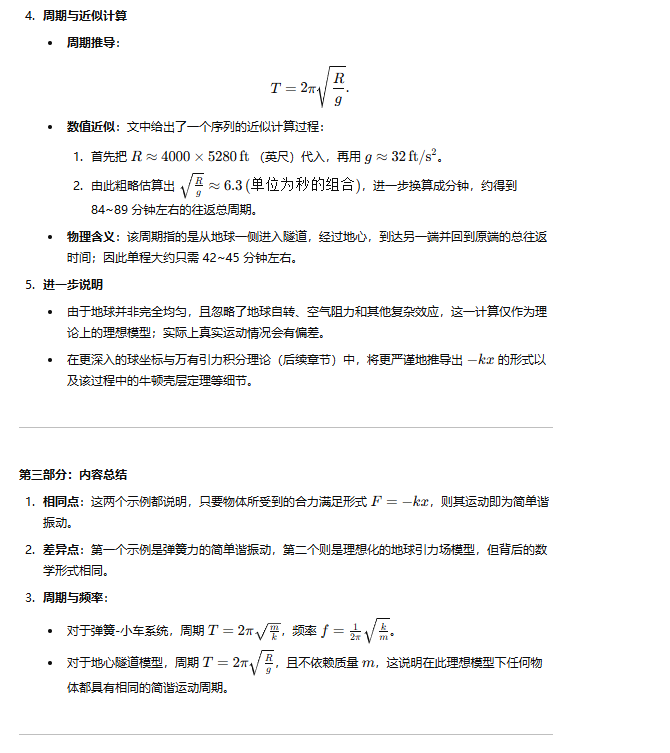 4. 周期与近似计算
• 周期推导：
T = 2π√(R/g).
• 数值近似：文中给出了一个序列的近似计算过程：
1. 首先把 R ≈ 4000 × 5280 ft （英尺）代入，再用 g ≈ 32 ft/s²。
2. 由此粗略估算出 √(R/g) ≈ 6.3 (单位为秒的组合)，进一步换算成分钟，约得到
84~89 分钟左右的往返总周期。
• 物理含义：该周期指的是从地球一侧进入隧道，经过地心，到达另一端并回到原端的总往返
时间；因此单程大约只需 42~45 分钟左右。
5. 进一步说明
• 由于地球并非完全均匀，且忽略了地球自转、空气阻力和其他复杂效应，这一计算仅作为理
论上的理想模型；实际上真实运动情况会有偏差。
• 在更深入的球坐标与万有引力积分理论（后续章节）中，将更严谨地推导出 −kx 的形式以
及该过程中的牛顿壳层定理等细节。
第三部分：内容总结
1. 相同点：这两个示例都说明，只要物体所受到的合力满足形式 F = −kx，则其运动即为简单谐
振动。
2. 差异点：第一个示例是弹簧力的简单谐振动，第二个则是理想化的地球引力场模型，但背后的数
学形式相同。
3. 周期与频率：
• 对于弹簧-小车系统，周期 T = 2π√(m/k)，频率 f = 1/(2π) √(k/m)。
• 对于地心隧道模型，周期 T = 2π√(R/g)，且不依赖质量 m，这说明在此理想模型下任何物
体都具有相同的简谐运动周期。